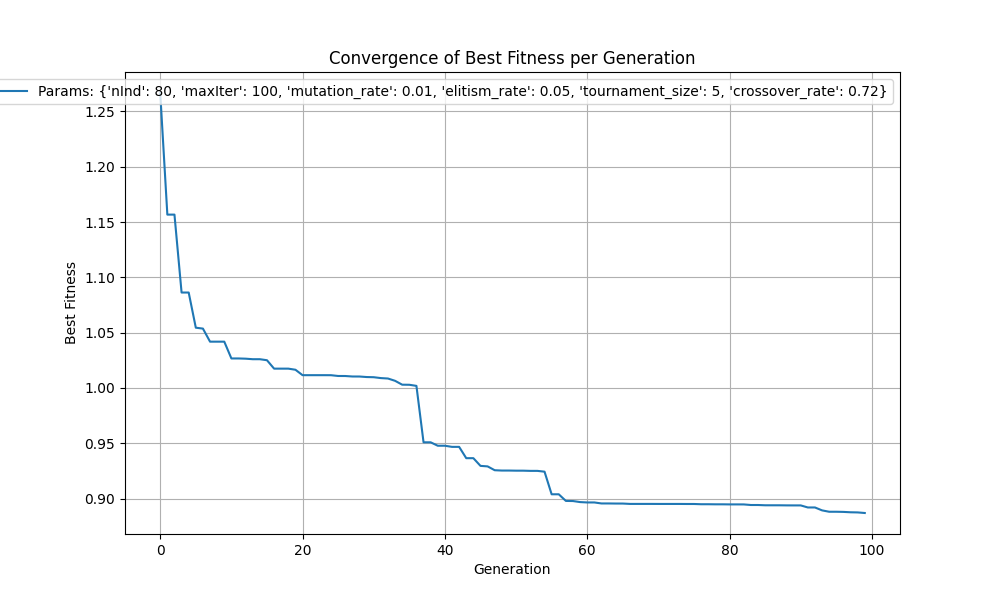 Convergence of Best Fitness per Generation
Params: {'nInd': 80, 'maxIter': 100, 'mutation_rate': 0.01, 'elitism_rate': 0.05, 'tournament_size': 5, 'crossover_rate': 0.72}
1.25
1.20
1.15
1.10
1.05
1.00
0.95
0.90
Best Fitness
0 20 40 60 80 100
Generation